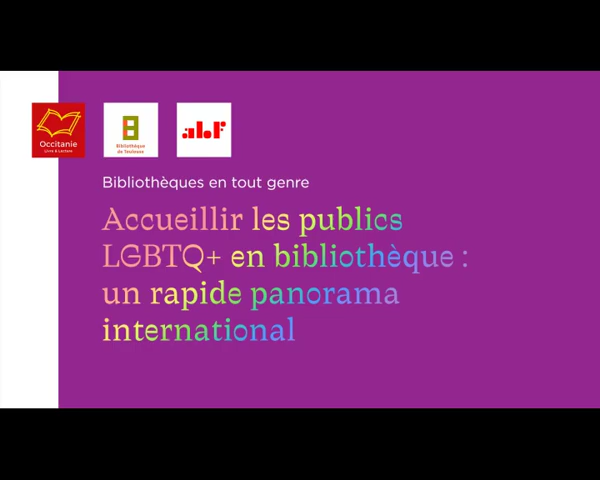 Occitanie
Livre & Lecture
Bibliothèque
de Toulouse
abf
Bibliothèques en tout genre
Accueillir les publics
LGBTQ+ en bibliothèque :
un rapide panorama
international